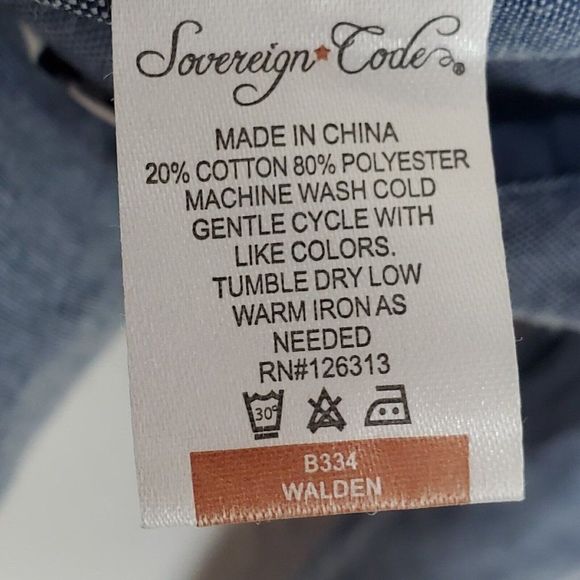 Sovereign★Code®
MADE IN CHINA
20% COTTON 80% POLYESTER
MACHINE WASH COLD
GENTLE CYCLE WITH
LIKE COLORS.
TUMBLE DRY LOW
WARM IRON AS
NEEDED
RN#126313
30°
B334
WALDEN